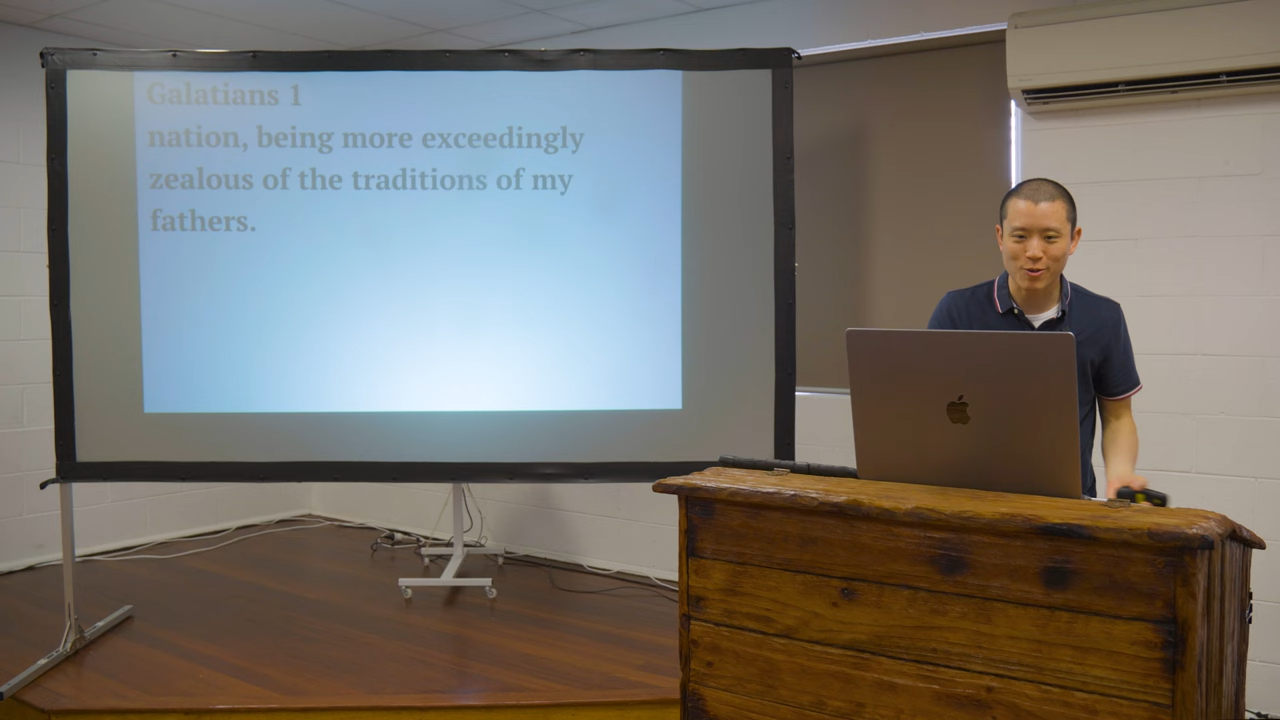 Galatians 1
nation, being more exceedingly
zealous of the traditions of my
fathers.